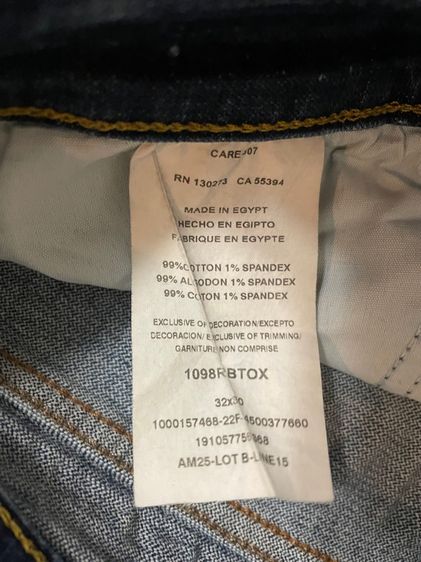 CARE 07
RN 130273 CA 55394
MADE IN EGYPT
HECHO EN EGIPTO
FABRIQUE EN EGYPTE
99% COTTON 1% SPANDEX
99% ALGODON 1% SPANDEX
99% COTON 1% SPANDEX
EXCLUSIVE OF DECORATION/EXCEPTO
DECORACION/ EXCLUSIVE OF TRIMMING/
GARNITURE NON COMPRISE
1098RBTOX
32x30
1000157468-22F-4500377660
AM25-LOT B-LINE15